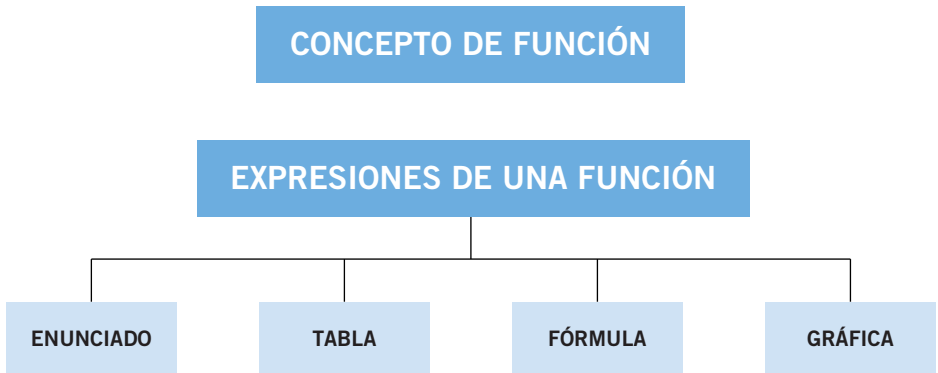 CONCEPTO DE FUNCIÓN
EXPRESIONES DE UNA FUNCIÓN
ENUNCIADO
TABLA
FÓRMULA
GRÁFICA